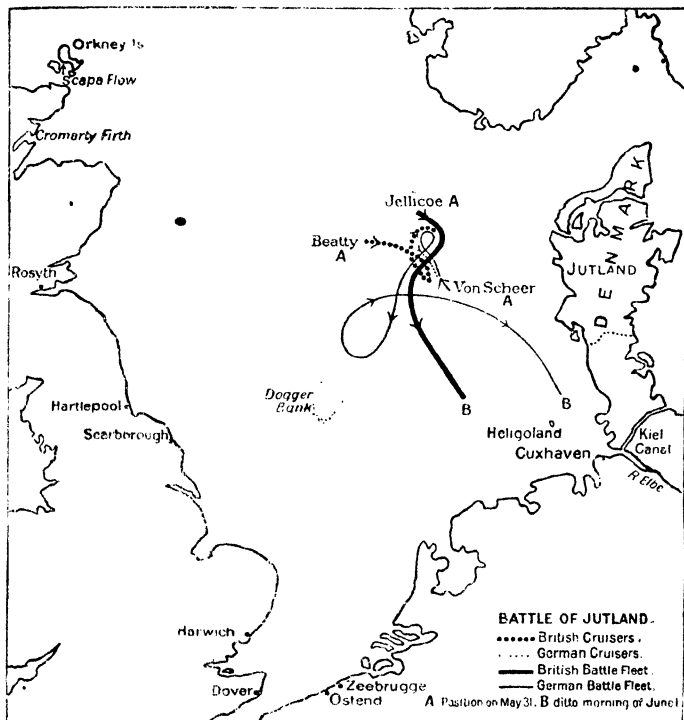 Orkney Is
Scapa Flow
Cromarty Firth
Jellicoe A
Beatty
A
Rosyth
Von Scheer
A
DENMARK
JUTLAND
Dogger
Bank
B
B
Hartlepool
Scarborough
Heligoland
Cuxhaven
Kiel
Canal
R Elbe
Harwich
Dover
Zeebrugge
Ostend
BATTLE OF JUTLAND.
British Cruisers.
German Cruisers.
British Battle Fleet.
German Battle Fleet.
A Position on May 31. B ditto morning of June 1